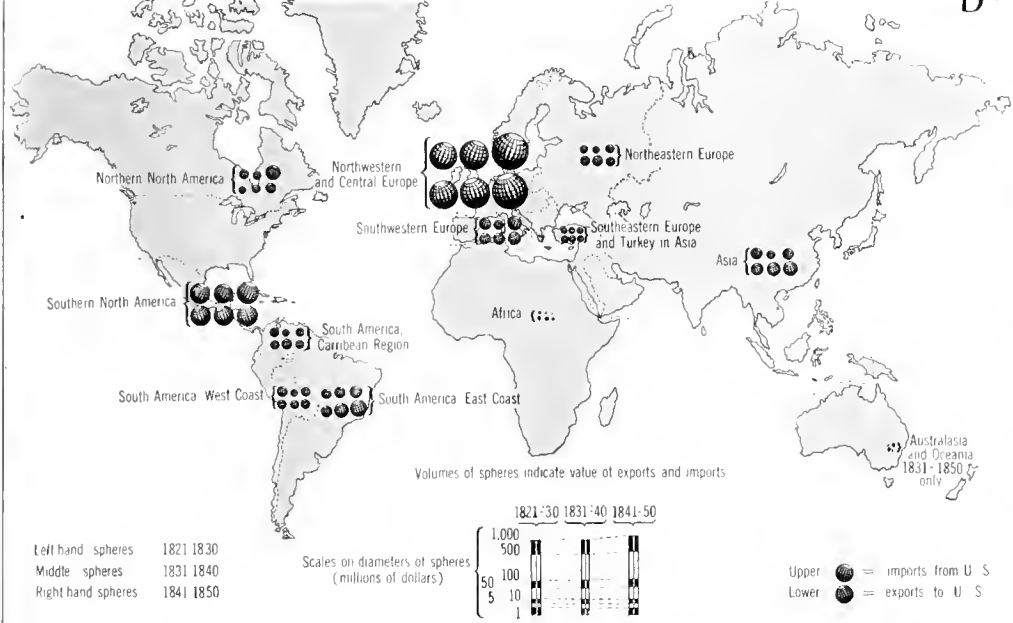 D
Northern North America
Northwestern
and Central Europe
Northeastern Europe
Southwestern Europe
Southeastern Europe
and Turkey in Asia
Asia
Southern North America
Africa
South America,
Carribean Region
South America West Coast
South America East Coast
Australasia
and Oceania
1831-1850
only
Volumes of spheres indicate value of exports and imports
1821-30 1831-40 1841-50
Scales on diameters of spheres
(millions of dollars)
1,000
500
100
50
10
5
1
Left hand spheres 1821 1830
Middle spheres 1831 1840
Right hand spheres 1841 1850
Upper = imports from U S
Lower = exports to U S